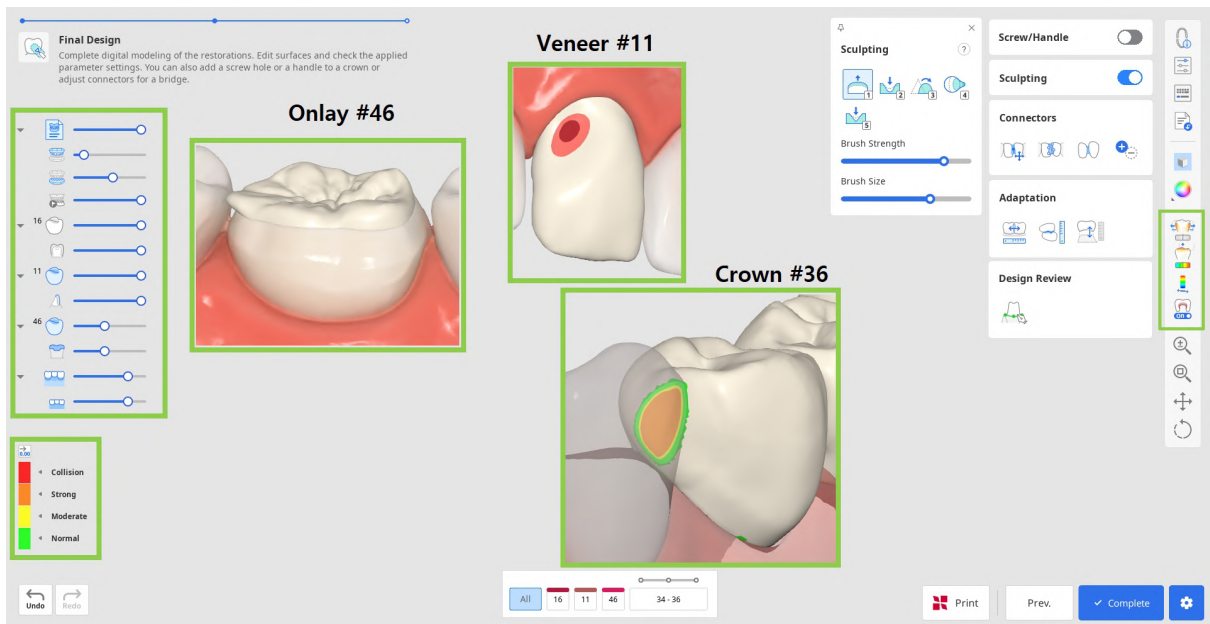 Final Design
Complete digital modeling of the restorations. Edit surfaces and check the applied
parameter settings. You can also add a screw hole or a handle to a crown or
adjust connectors for a bridge.
Onlay #46
Veneer #11
Crown #36
16
11
46
0.00
Collision
Strong
Moderate
Normal
Undo
Redo
All
16
11
46
34 - 36
Sculpting
?
1
2
3
4
5
Brush Strength
Brush Size
Screw/Handle
Sculpting
Connectors
Adaptation
Design Review
On
Print
Prev.
Complete